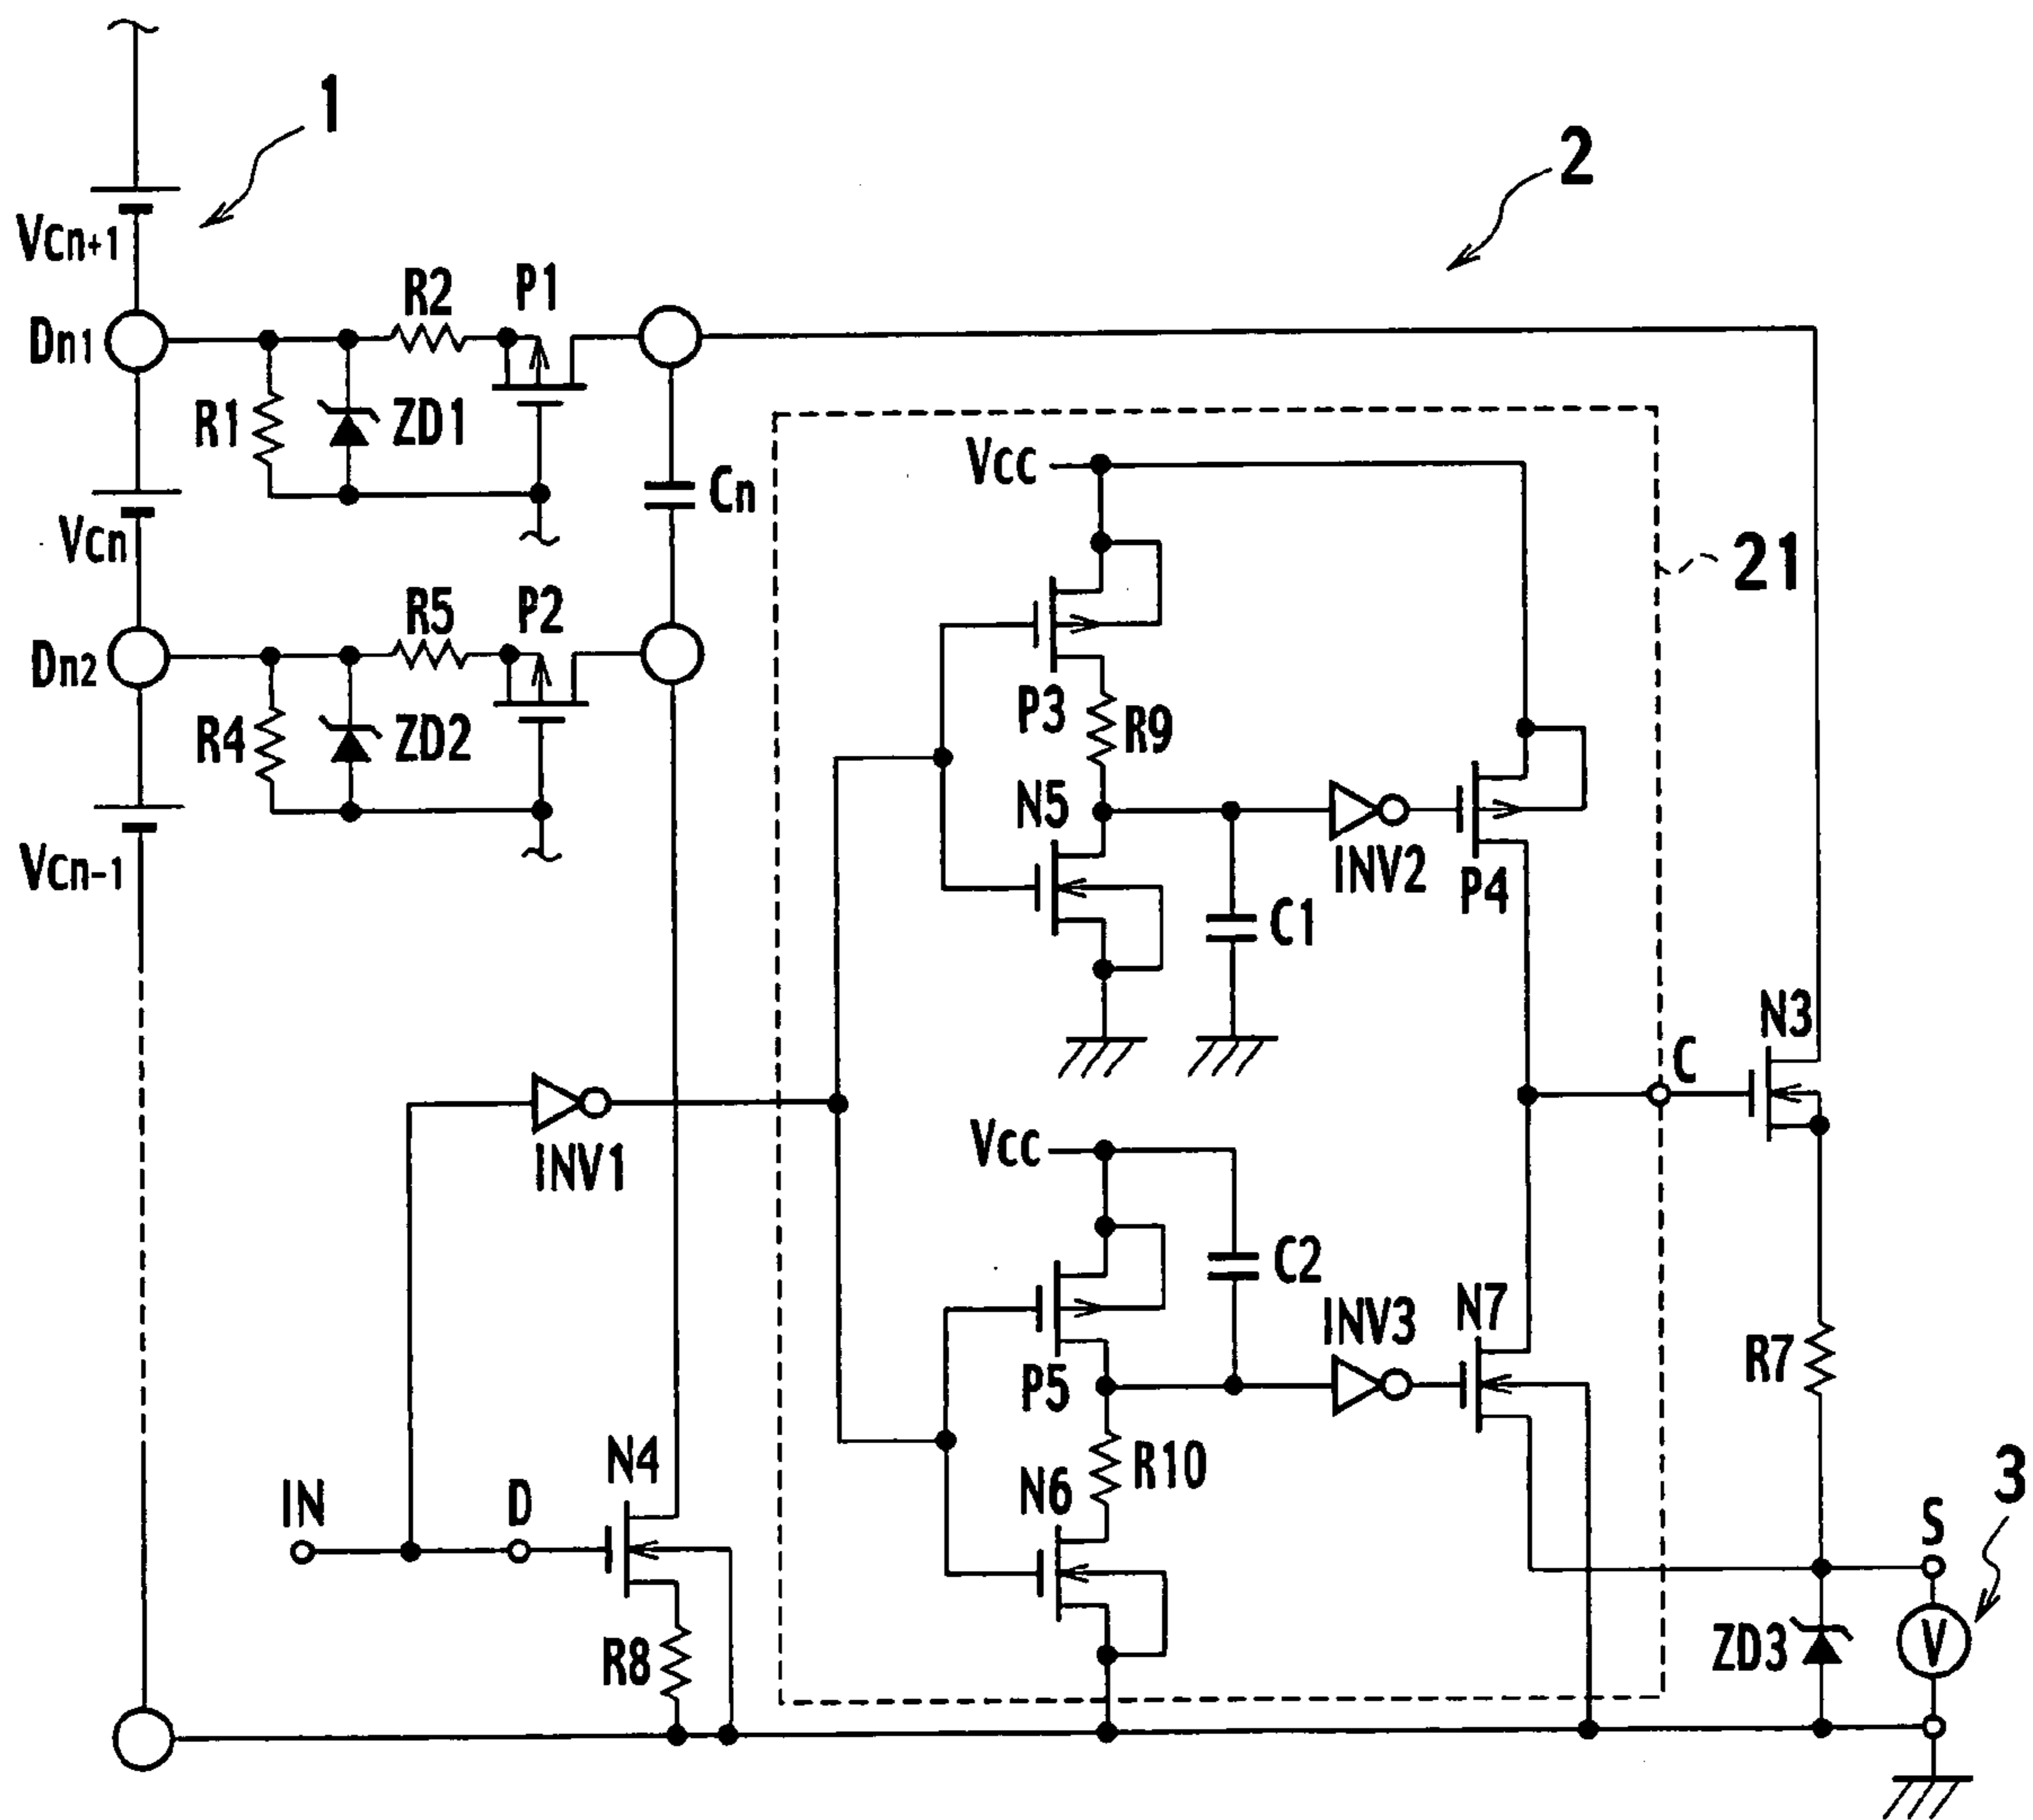 1
2
Vcn+1
R2
P1
Dn1
R1
ZD1
Cn
Vcc
Vcn
21
R5
P2
Dn2
R4
ZD2
P3
R9
N5
INV2
P4
Vcn-1
C1
N3
C
INV1
Vcc
C2
INV3
N7
R7
P5
R10
N4
N6
IN
D
S
3
R8
ZD3
V